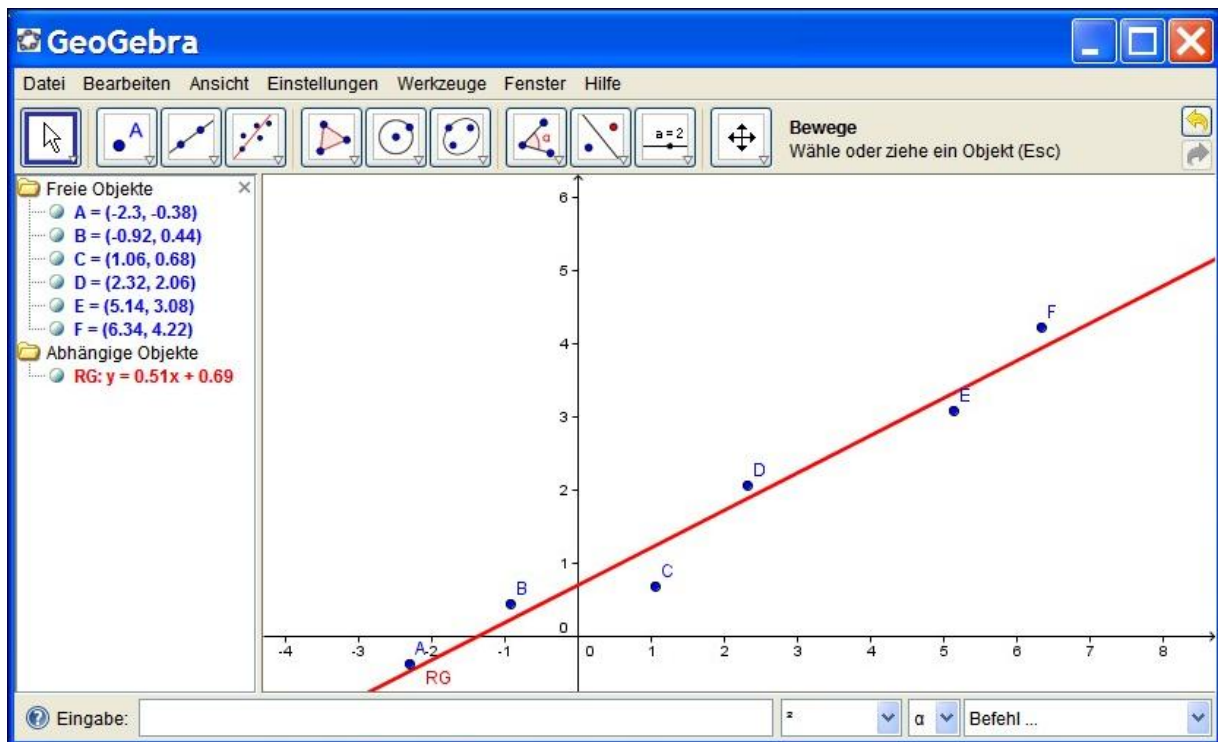 GeoGebra
Datei Bearbeiten Ansicht Einstellungen Werkzeuge Fenster Hilfe
A
α
a = 2
Bewege
Wähle oder ziehe ein Objekt (Esc)
Freie Objekte
A = (-2.3, -0.38)
B = (-0.92, 0.44)
C = (1.06, 0.68)
D = (2.32, 2.06)
E = (5.14, 3.08)
F = (6.34, 4.22)
Abhängige Objekte
RG: y = 0.51x + 0.69
6
5
F
4
E
3
D
2
1
C
B
0
-4 -3 -2 -1 0 1 2 3 4 5 6 7 8
A
RG
Eingabe: ² α Befehl ...